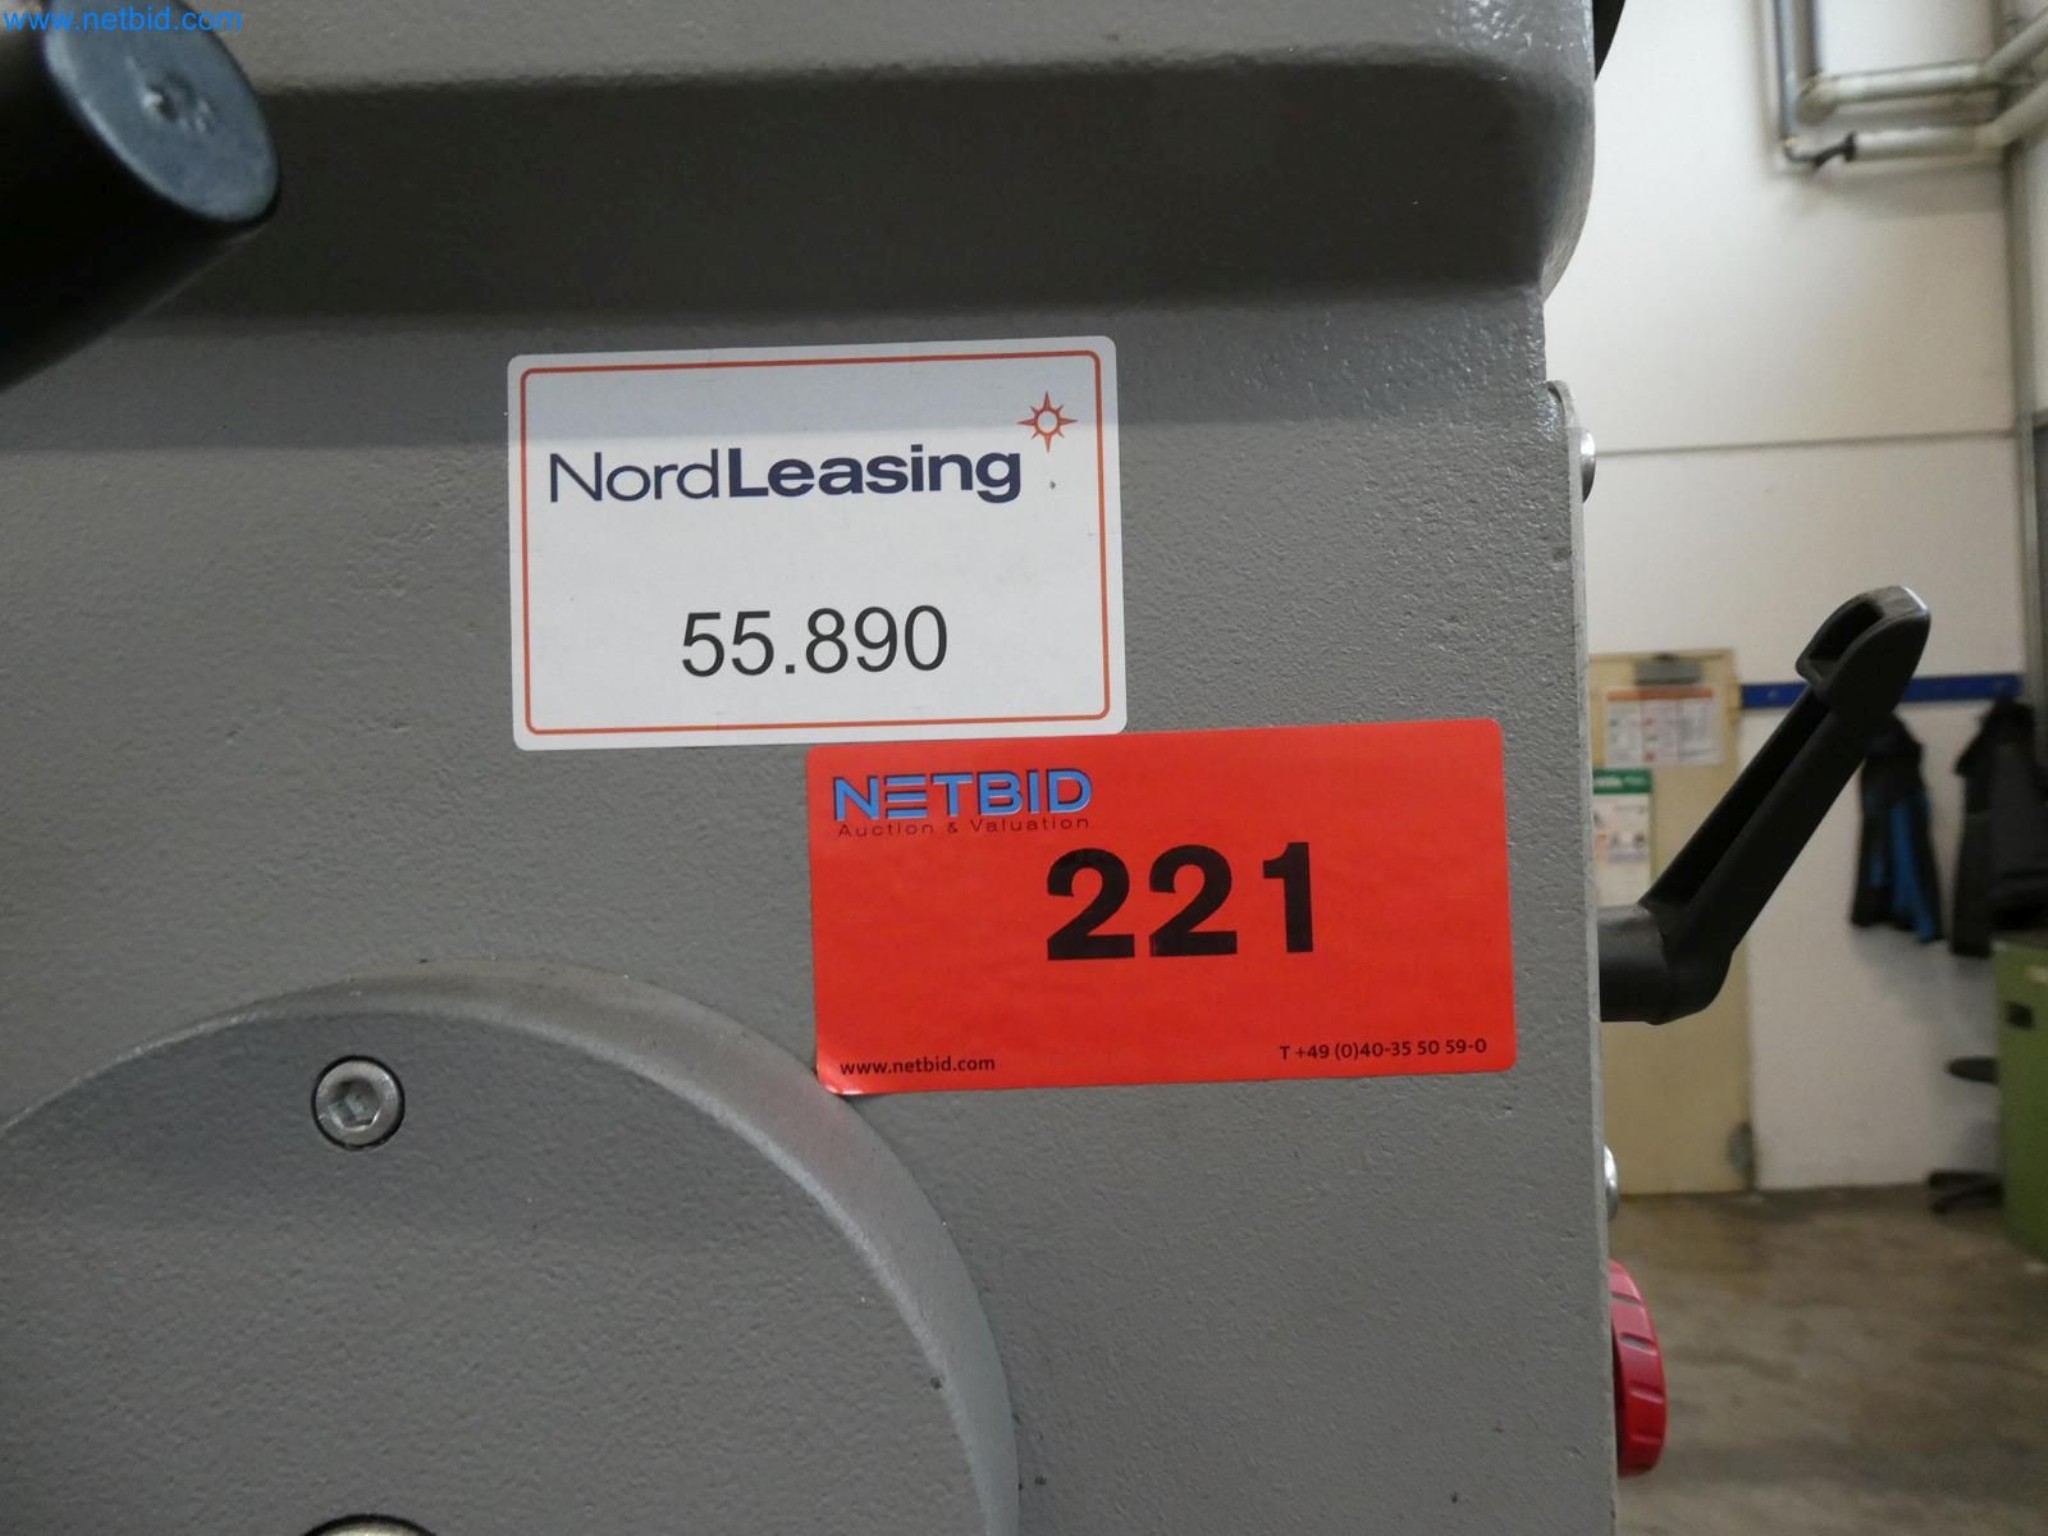 www.netbid.com
NordLeasing
55.890
NETBID
Auction & Valuation
221
www.netbid.com
T +49 (0)40-35 50 59-0